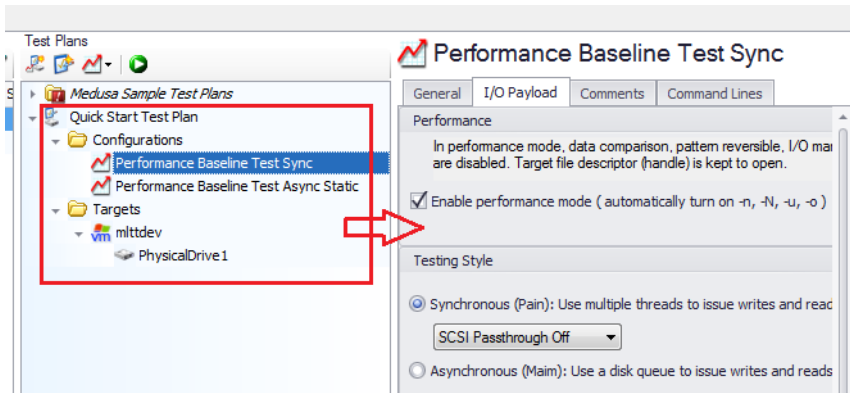 Test Plans
Medusa Sample Test Plans
Quick Start Test Plan
Configurations
Performance Baseline Test Sync
Performance Baseline Test Async Static
Targets
mlttdev
PhysicalDrive1
Performance Baseline Test Sync
General I/O Payload Comments Command Lines
Performance
In performance mode, data comparison, pattern reversible, I/O mar
are disabled. Target file descriptor (handle) is kept to open.
Enable performance mode ( automatically turn on -n, -N, -u, -o )
Testing Style
Synchronous (Pain): Use multiple threads to issue writes and read
SCSI Passthrough Off
Asynchronous (Maim): Use a disk queue to issue writes and reads